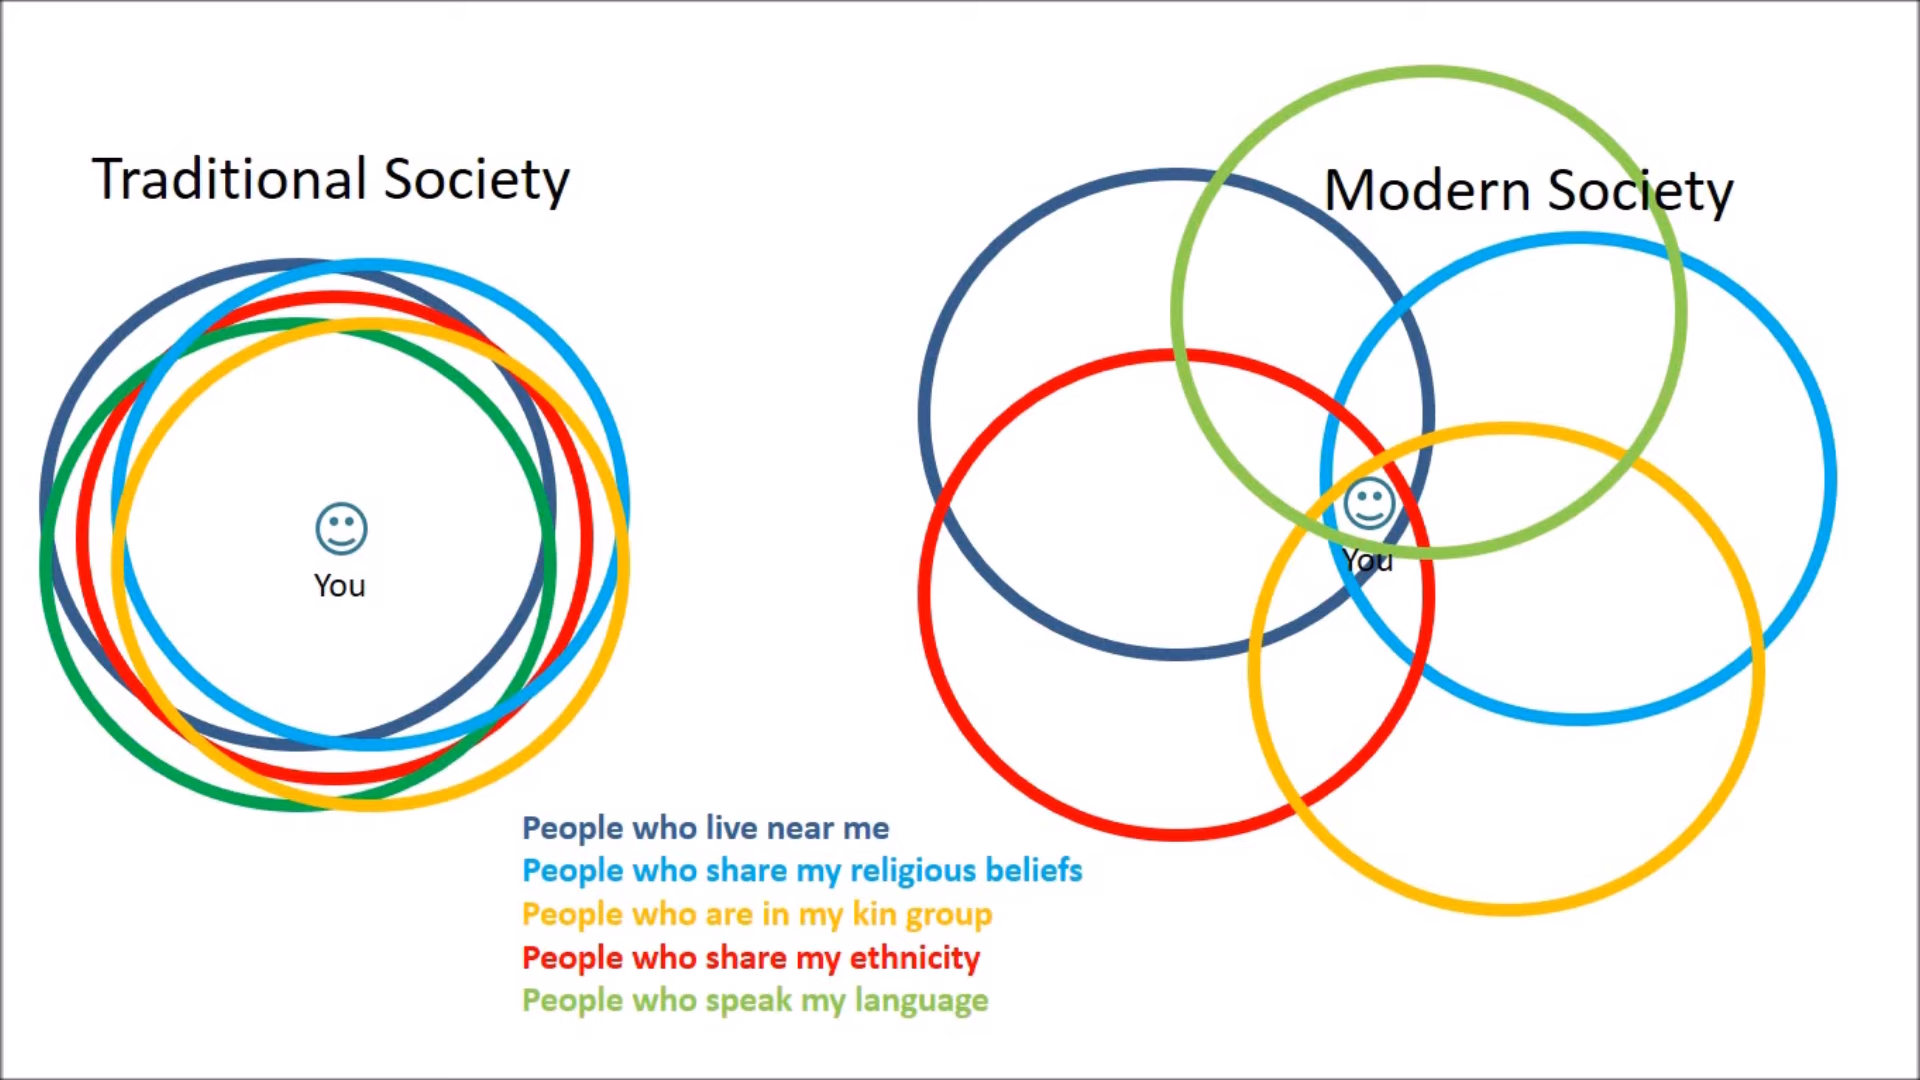 Traditional Society
Modern Society
You
You
People who live near me
People who share my religious beliefs
People who are in my kin group
People who share my ethnicity
People who speak my language